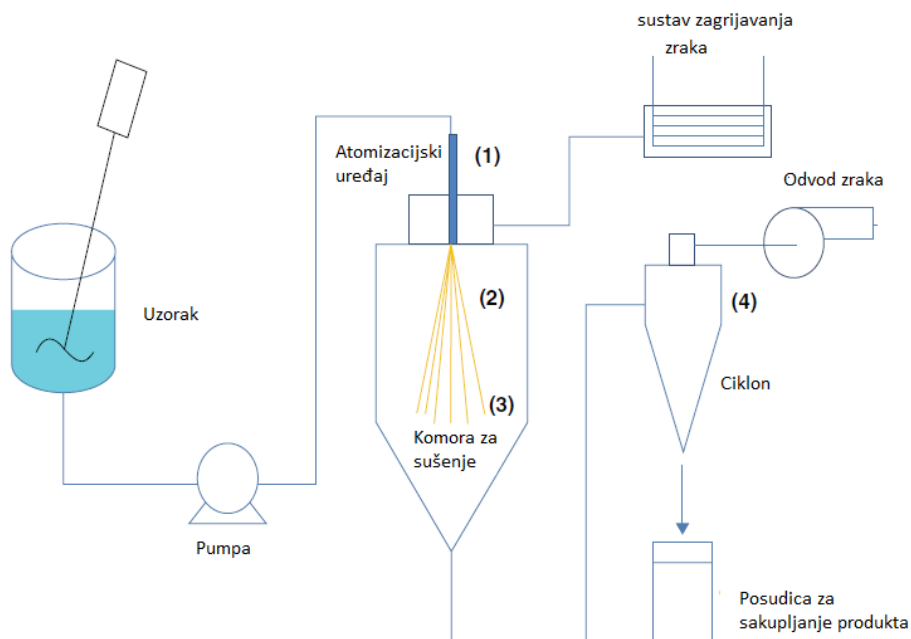 sustav zagrijavanja
zraka
Atomizacijski
uređaj
(1)
Odvod zraka
Uzorak
(2)
(4)
Ciklon
(3)
Komora za
sušenje
Pumpa
Posudica za
sakupljanje produkta